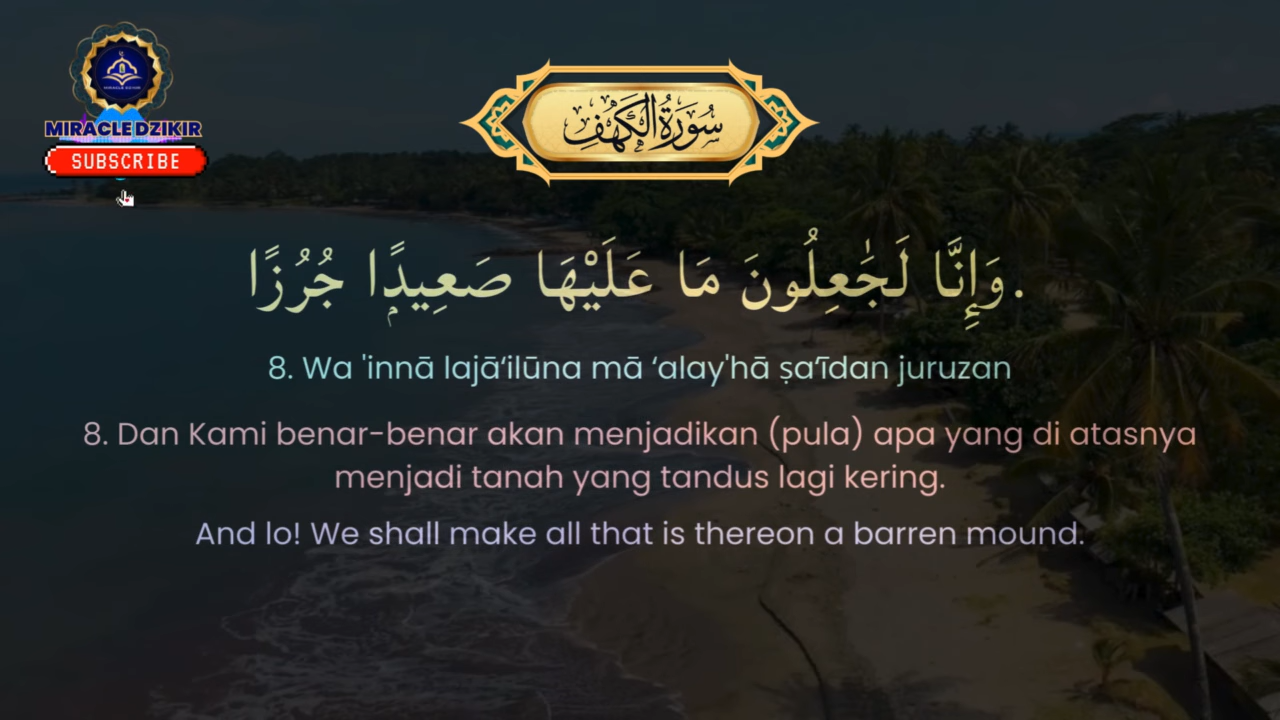 MIRACLE DZIKIR
SUBSCRIBE
سُورَةُ الكَهْفِ
وَإِنَّا لَجَٰعِلُونَ مَا عَلَيْهَا صَعِيدًۭا جُرُزًا .
8. Wa 'innā lajā‘ilūna mā ‘alay'hā ṣa‘īdan juruzan
8. Dan Kami benar-benar akan menjadikan (pula) apa yang di atasnya
menjadi tanah yang tandus lagi kering.
And lo! We shall make all that is thereon a barren mound.